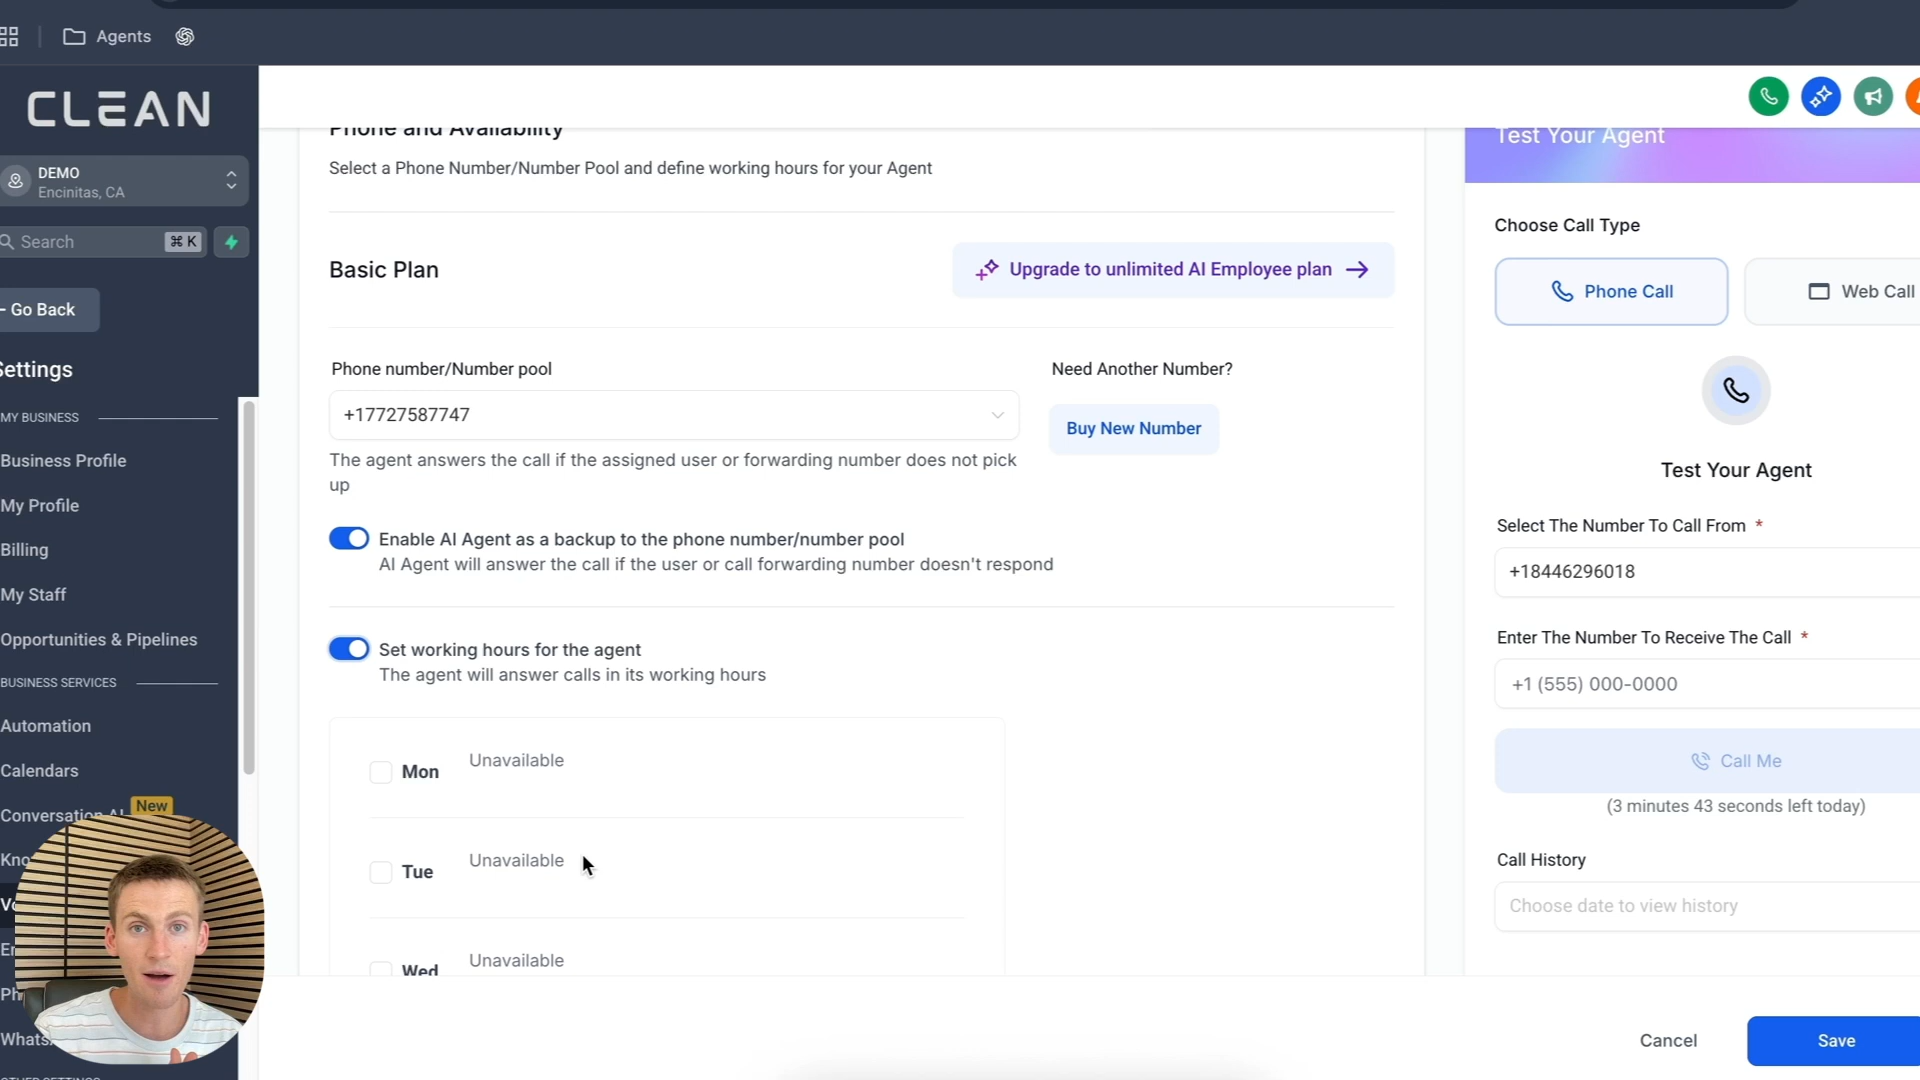 Agents
CLEAN
DEMO
Encinitas, CA
Search
⌘ K
Go Back
Settings
MY BUSINESS
Business Profile
My Profile
Billing
My Staff
Opportunities & Pipelines
BUSINESS SERVICES
Automation
Calendars
New
Conversation AI
Kno
Vo
En
Ph
Whats
Phone and Availability
Select a Phone Number/Number Pool and define working hours for your Agent
Basic Plan
Upgrade to unlimited AI Employee plan
Phone number/Number pool
+17727587747
The agent answers the call if the assigned user or forwarding number does not pick
up
Need Another Number?
Buy New Number
Enable AI Agent as a backup to the phone number/number pool
AI Agent will answer the call if the user or call forwarding number doesn't respond
Set working hours for the agent
The agent will answer calls in its working hours
Mon
Unavailable
Tue
Unavailable
Wed
Unavailable
Test Your Agent
Choose Call Type
Phone Call
Web Call
Test Your Agent
Select The Number To Call From *
+18446296018
Enter The Number To Receive The Call *
+1 (555) 000-0000
Call Me
(3 minutes 43 seconds left today)
Call History
Choose date to view history
Cancel
Save